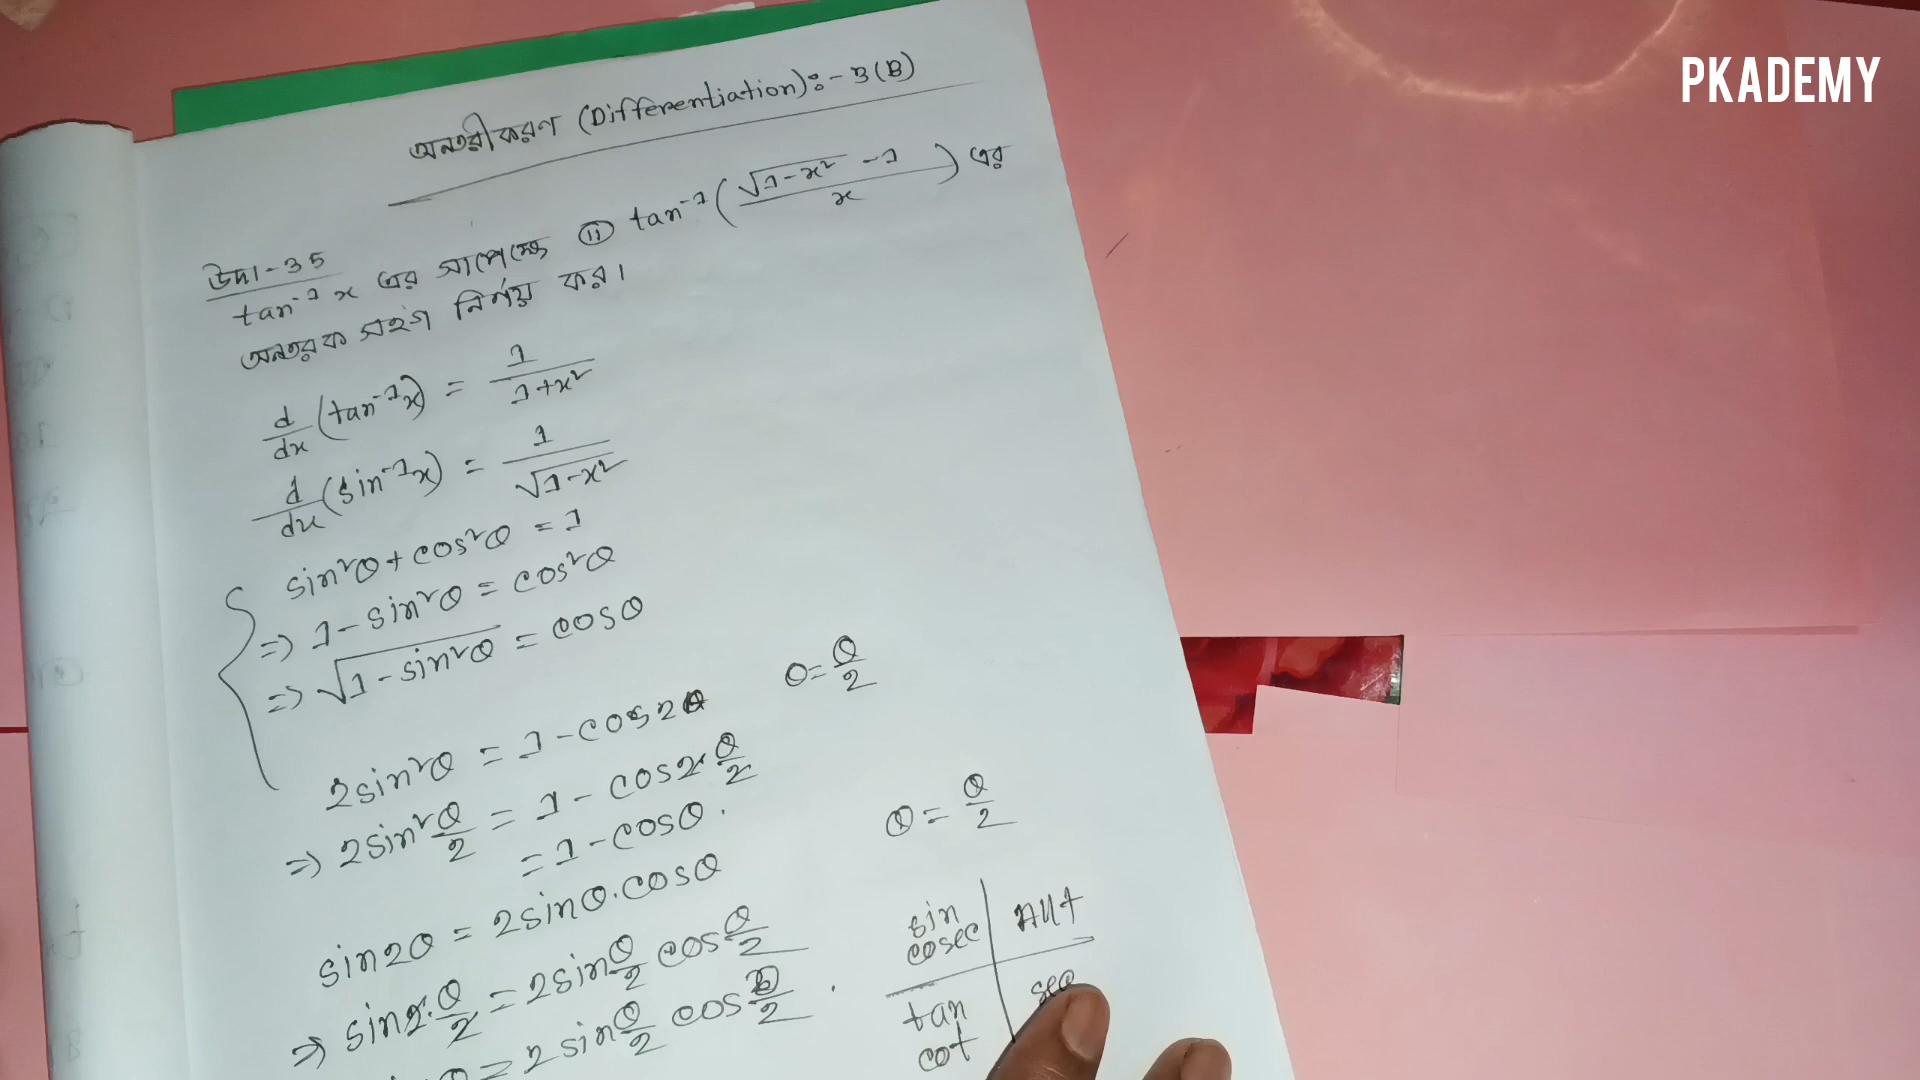 PKADEMY
অন্তরীকরণ (Differentiation):- 3(B)
উদা-35
tan⁻¹x এর সাপেক্ষে (ii) tan⁻¹(√(1-x²) -1 / x) এর
অন্তরক সহগ নির্ণয় কর।
d/dx (tan⁻¹x) = 1/(1+x²)
d/dx (sin⁻¹x) = 1/√(1-x²)
sin²θ + cos²θ = 1
=> 1 - sin²θ = cos²θ
=> √(1 - sin²θ) = cosθ
2sin²θ = 1 - cos2θ θ = θ/2
=> 2sin²θ/2 = 1 - cos2×θ/2
= 1 - cosθ.
sin2θ = 2sinθ.cosθ θ = θ/2
=> sin2.θ/2 = 2sinθ/2 cosθ/2
= 2sinθ/2 cosθ/2.
sin cosec | All+
tan cot | sec